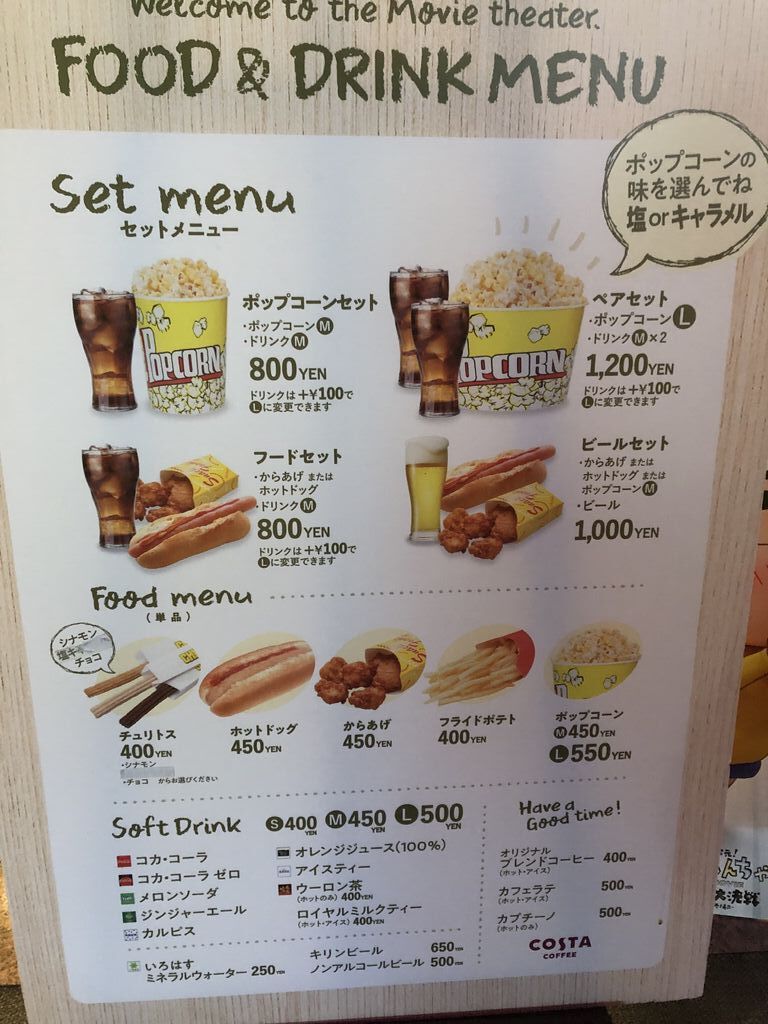 Welcome to the Movie theater.
FOOD & DRINK MENU
ポップコーンの
味を選んでね
塩orキャラメル
Set menu
セットメニュー
ポップコーンセット
・ポップコーンⓂ
・ドリンクⓂ
800YEN
ドリンクは+¥100で
Ⓛに変更できます
POPCORN
ペアセット
・ポップコーンⓁ
・ドリンクⓂ×2
1,200YEN
ドリンクは+¥100で
Ⓛに変更できます
POPCORN
フードセット
・からあげ または
ホットドッグ
・ドリンクⓂ
800YEN
ドリンクは+¥100で
Ⓛに変更できます
ビールセット
・からあげ または
ホットドッグ または
ポップコーンⓂ
・ビール
1,000YEN
Food menu
(単品)
シナモン
塩キ
チョコ
チュリトス
400YEN
・シナモン
・チョコ からお選びください
ホットドッグ
450YEN
からあげ
450YEN
フライドポテト
400YEN
ポップコーン
Ⓜ450YEN
Ⓛ550YEN
Soft Drink Ⓢ400YEN Ⓜ450YEN Ⓛ500YEN
コカ・コーラ
コカ・コーラ ゼロ
メロンソーダ
ジンジャーエール
カルピス
オレンジジュース(100%)
アイスティー
ウーロン茶
(ホットのみ) 400YEN
ロイヤルミルクティー
(ホット・アイス) 400YEN
いろはす
ミネラルウォーター 250YEN
キリンビール 650YEN
ノンアルコールビール 500YEN
Have a
Good time!
オリジナル
ブレンドコーヒー 400YEN
(ホット・アイス)
カフェラテ 500YEN
(ホット・アイス)
カプチーノ 500YEN
(ホットのみ)
COSTA
COFFEE